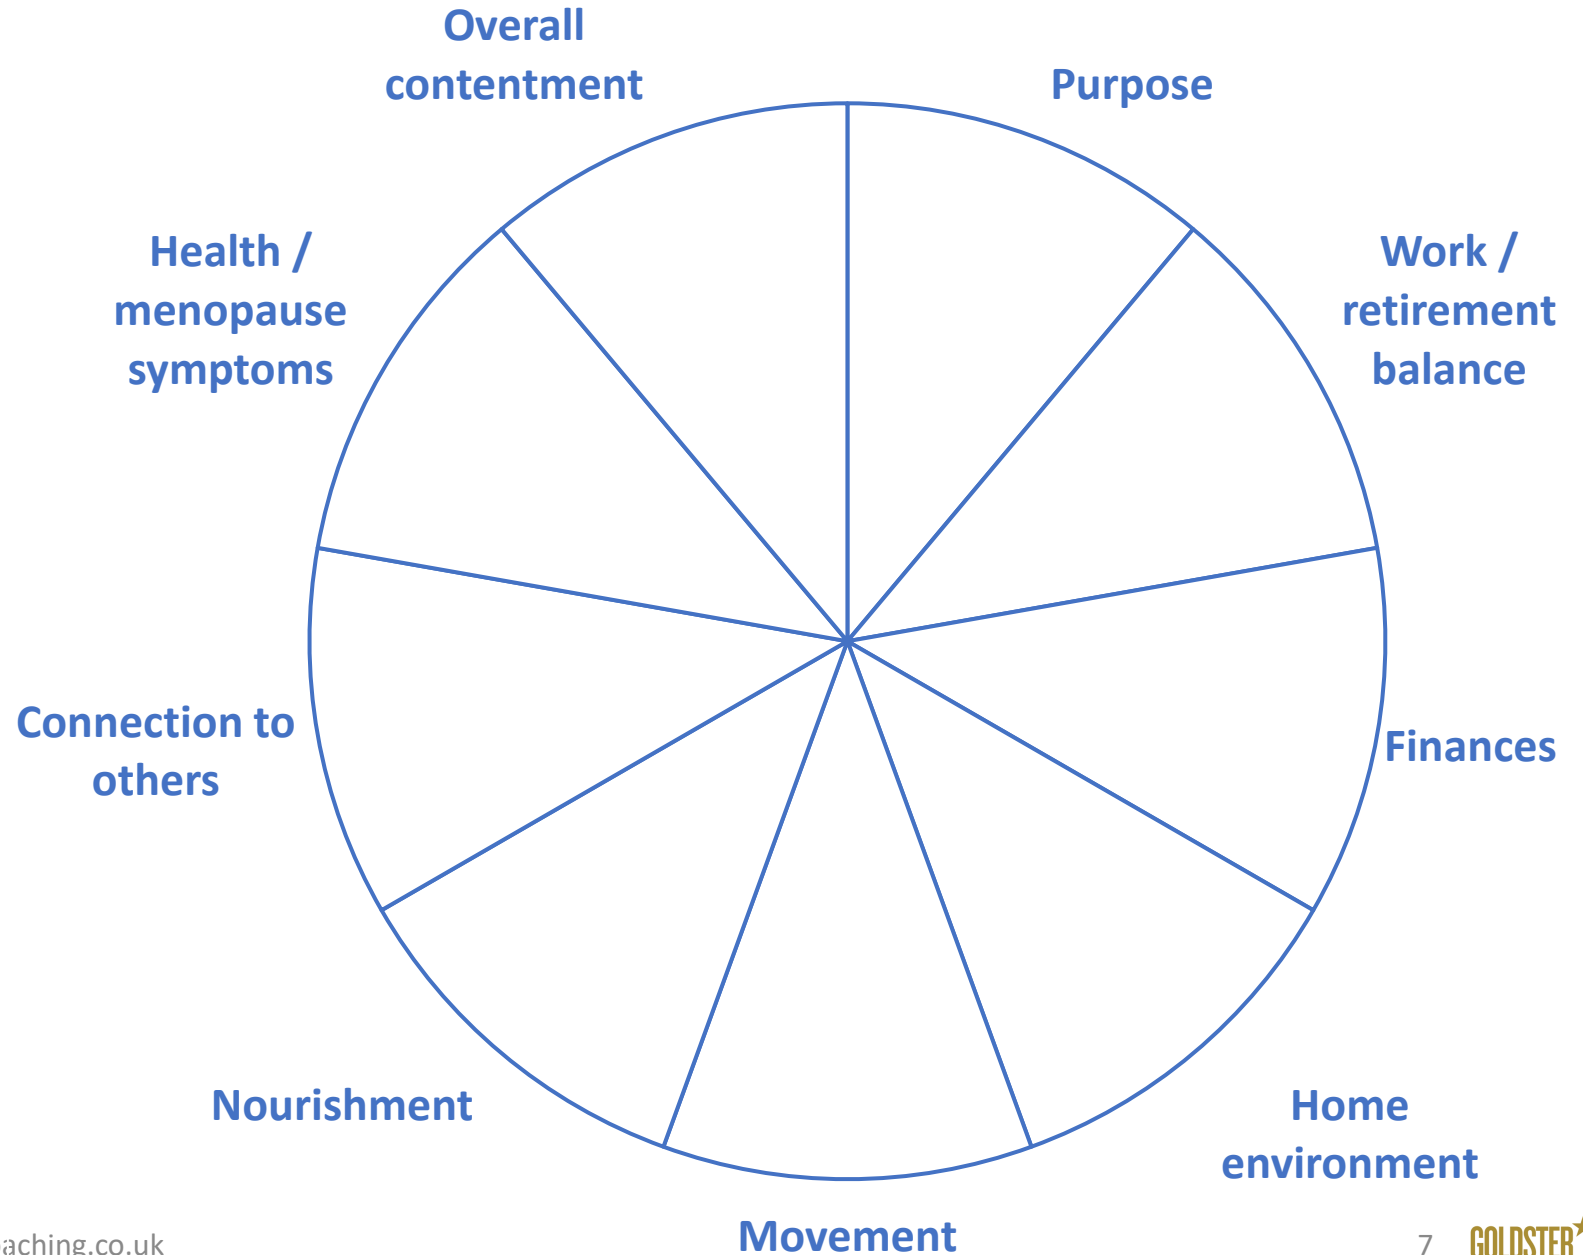 Overall
contentment
Purpose
Health /
menopause
symptoms
Work /
retirement
balance
Connection to
others
Finances
Nourishment
Home
environment
Movement
aching.co.uk
7
GOLDSTER